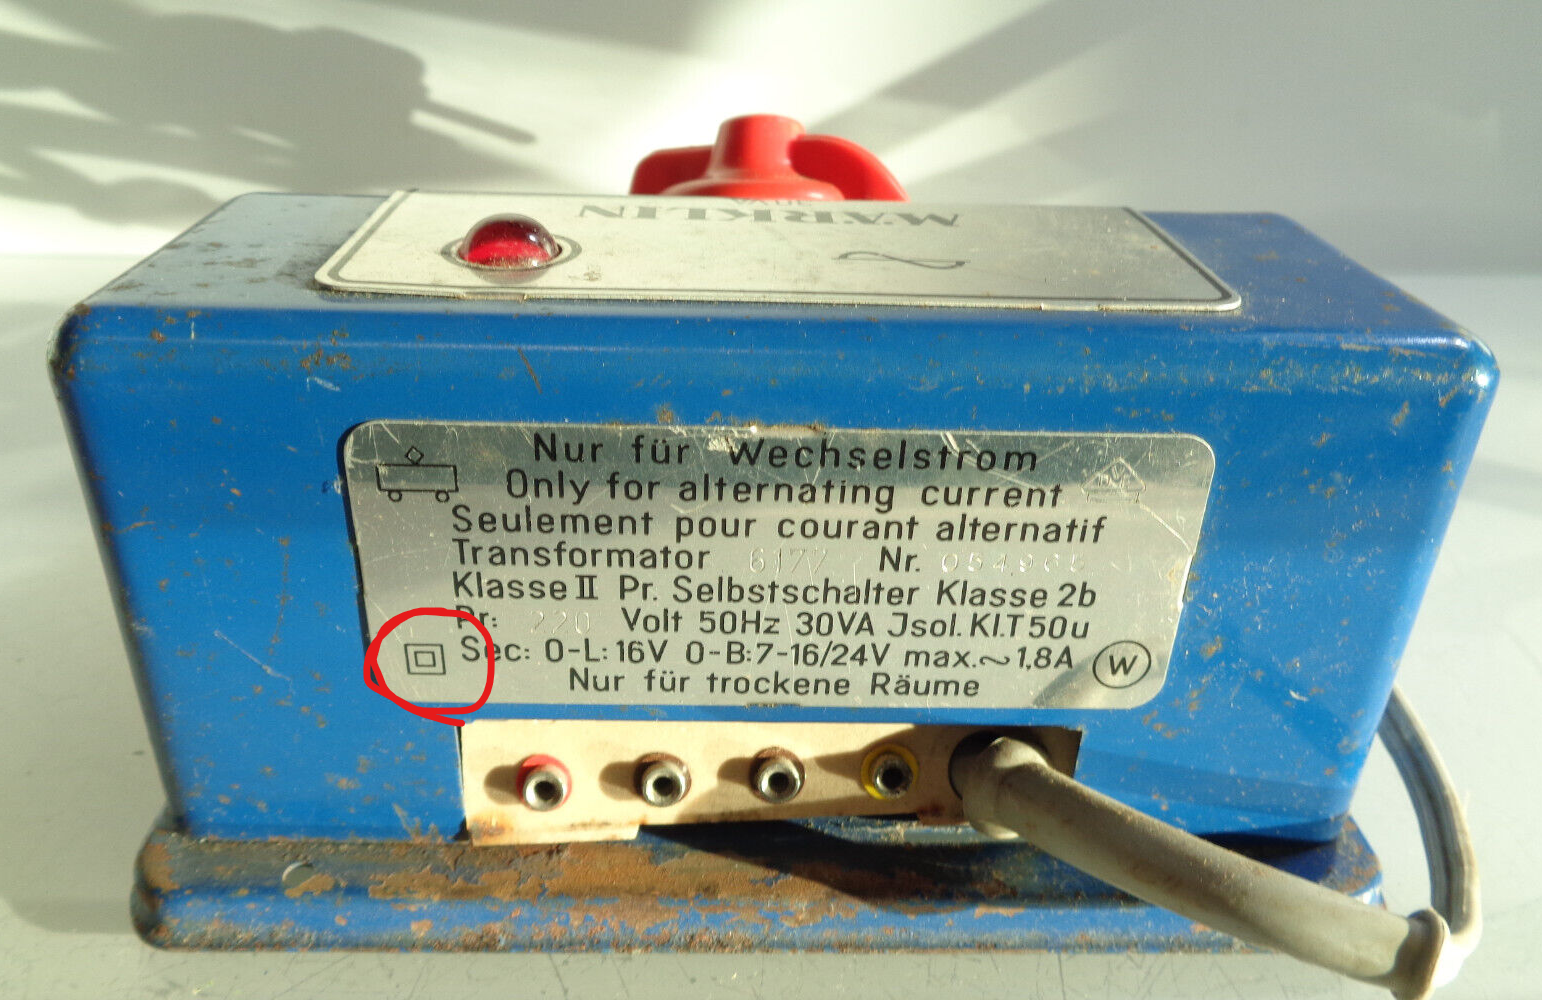 MÄRKLIN
30VA
Nur für Wechselstrom
Only for alternating current
Seulement pour courant alternatif
Transformator 6177 Nr.
Klasse II Pr. Selbstschalter Klasse 2b
Pr: 220 Volt 50Hz 30VA Jsol.Kl.T50u
Sec: 0-L:16V 0-B:7-16/24V max.~1,8A
W
Nur für trockene Räume